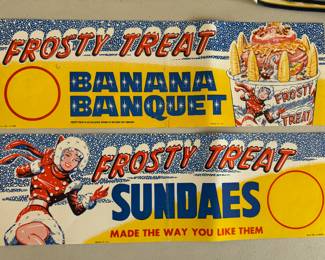 FROSTY TREAT
BANANA
BANQUET
FROSTY
TREAT
FROSTY TREAT
SUNDAES
MADE THE WAY YOU LIKE THEM